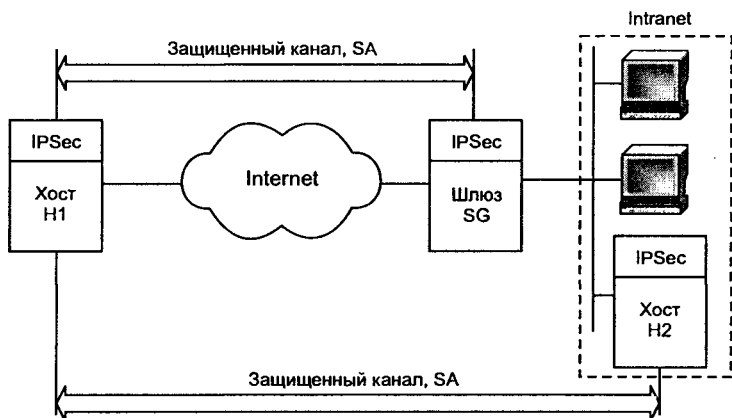 Intranet
Защищенный канал, SA
IPSec
Хост
H1
Internet
IPSec
Шлюз
SG
IPSec
Хост
H2
Защищенный канал, SA